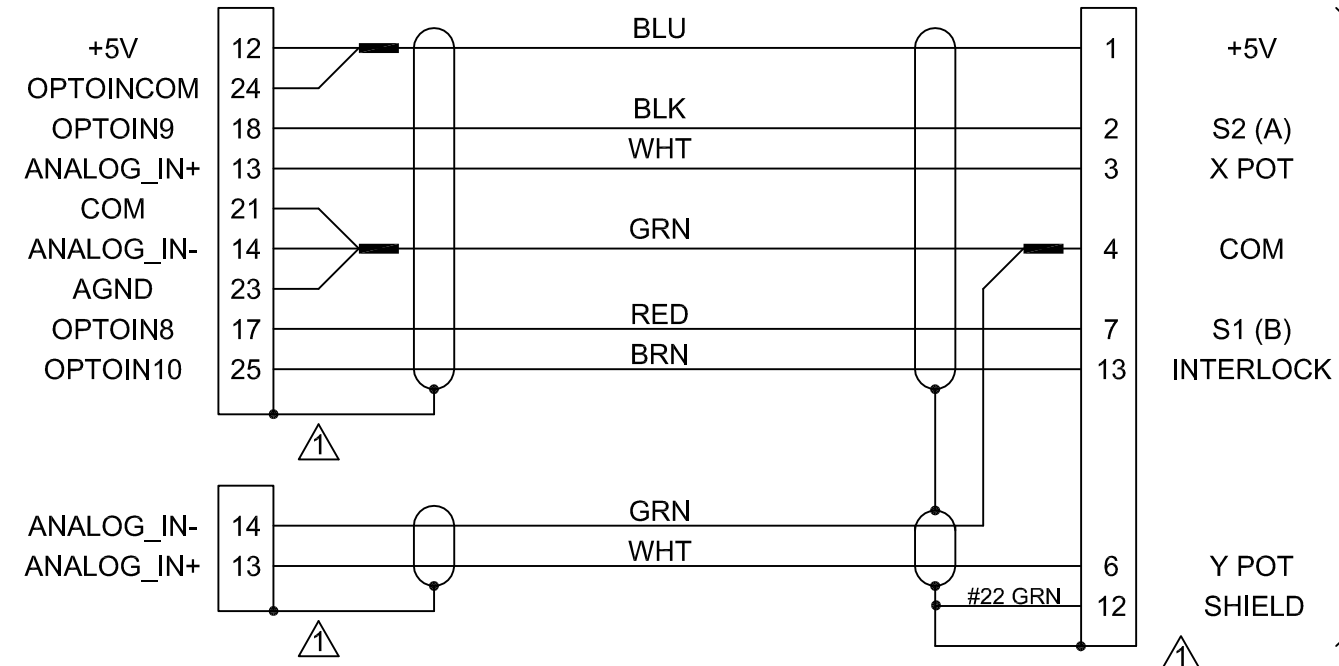 BLU
+5V 12 1 +5V
OPTOINCOM 24
BLK
OPTOIN9 18 2 S2 (A)
WHT
ANALOG_IN+ 13 3 X POT
COM 21
GRN
ANALOG_IN- 14 4 COM
AGND 23
RED
OPTOIN8 17 7 S1 (B)
BRN
OPTOIN10 25 13 INTERLOCK
1
GRN
ANALOG_IN- 14
WHT
ANALOG_IN+ 13 6 Y POT
#22 GRN 12 SHIELD
1
1